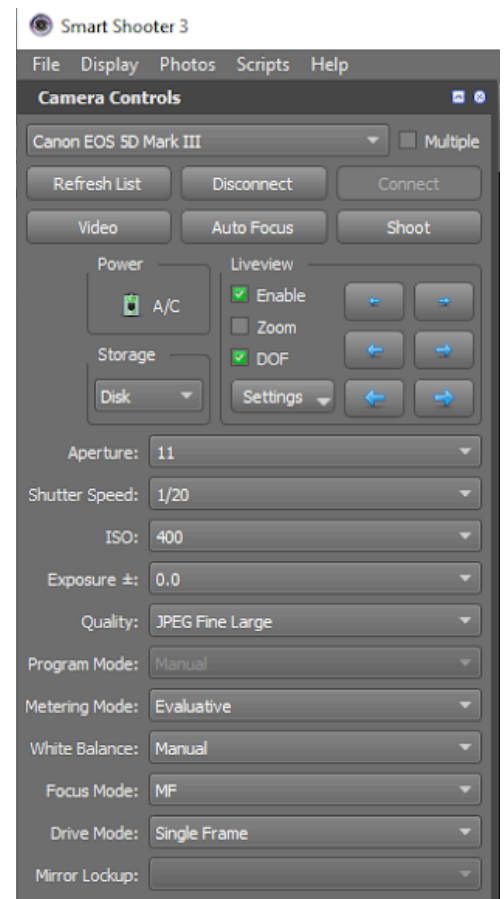 Smart Shooter 3
File Display Photos Scripts Help
Camera Controls
Canon EOS 5D Mark III Multiple
Refresh List Disconnect Connect
Video Auto Focus Shoot
Power Liveview
A/C Enable
Zoom
Storage DOF
Disk Settings
Aperture: 11
Shutter Speed: 1/20
ISO: 400
Exposure ±: 0.0
Quality: JPEG Fine Large
Program Mode: Manual
Metering Mode: Evaluative
White Balance: Manual
Focus Mode: MF
Drive Mode: Single Frame
Mirror Lockup: